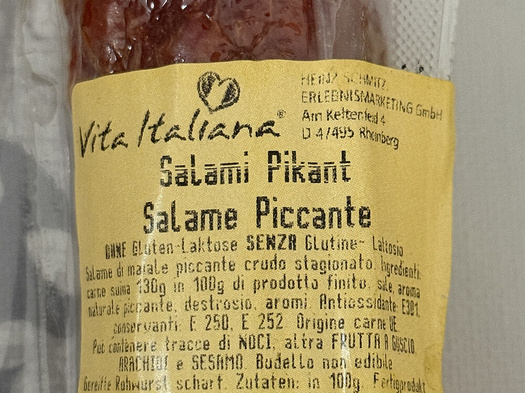 Vita Italiana®
HEINZ SCHMITZ
ERLEBNISMARKETING GmbH
Am Keltenfeld 4
D 47495 Rheinberg
Salami Pikant
Salame Piccante
OHNE Gluten-Laktose SENZA Glutine- Lattosio
Salame di maiale piccante crudo stagionato. Ingredienti:
carne suina 130g in 100g di prodotto finito, sale, aroma
naturale piccante, destrosio, aromi. Antiossidante: E301,
conservanti: E 250, E 252. Origine carne UE
Può contenere tracce di NOCI, altra FRUTTA A GUSCIO,
ARACHIDI e SESAMO. Budello non edibile
gereifte Rohwurst scharf. Zutaten: in 100g. Fertigprodukt